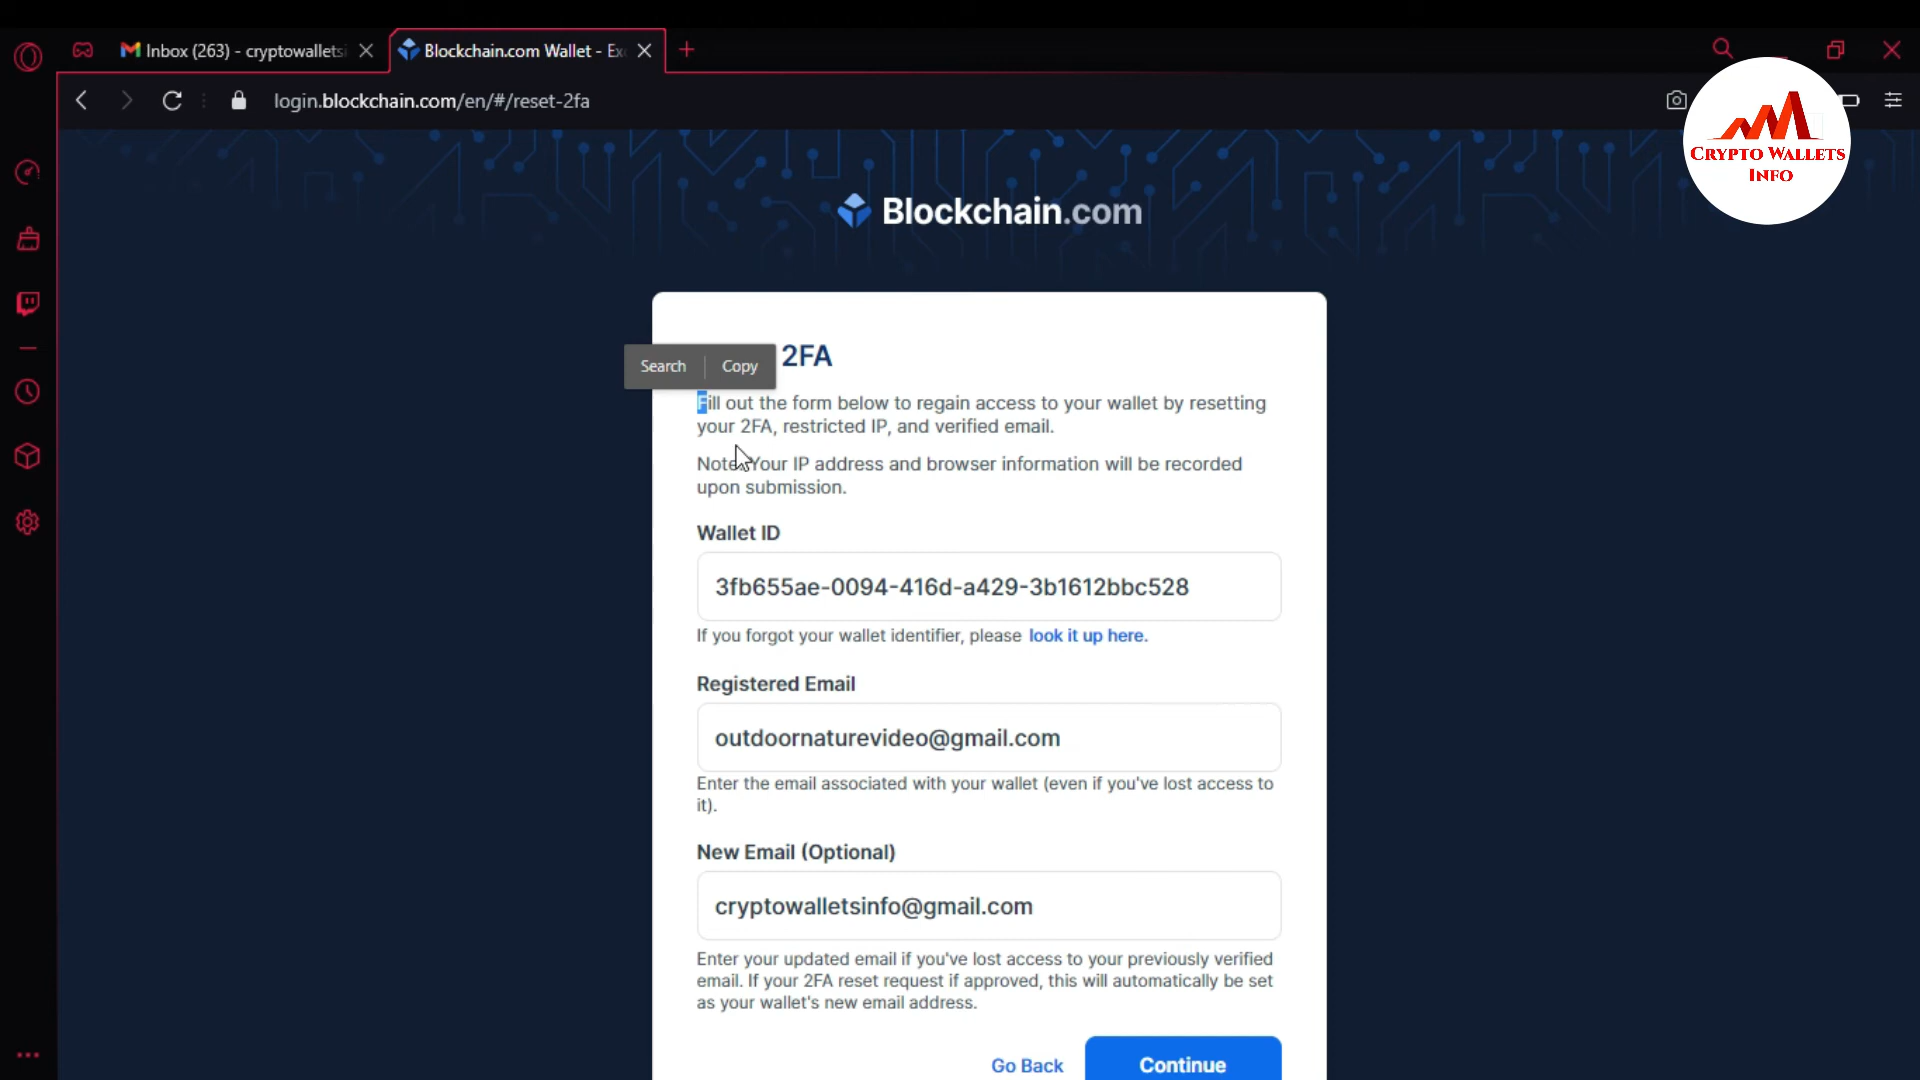 Inbox (263) - cryptowalletsi
Blockchain.com Wallet - Ex
login.blockchain.com/en/#/reset-2fa
CRYPTO WALLETS
INFO
Blockchain.com
2FA
Search
Copy
Fill out the form below to regain access to your wallet by resetting
your 2FA, restricted IP, and verified email.
Note: Your IP address and browser information will be recorded
upon submission.
Wallet ID
3fb655ae-0094-416d-a429-3b1612bbc528
If you forgot your wallet identifier, please look it up here.
Registered Email
outdoornaturevideo@gmail.com
Enter the email associated with your wallet (even if you've lost access to
it).
New Email (Optional)
cryptowalletsinfo@gmail.com
Enter your updated email if you've lost access to your previously verified
email. If your 2FA reset request if approved, this will automatically be set
as your wallet's new email address.
Go Back
Continue